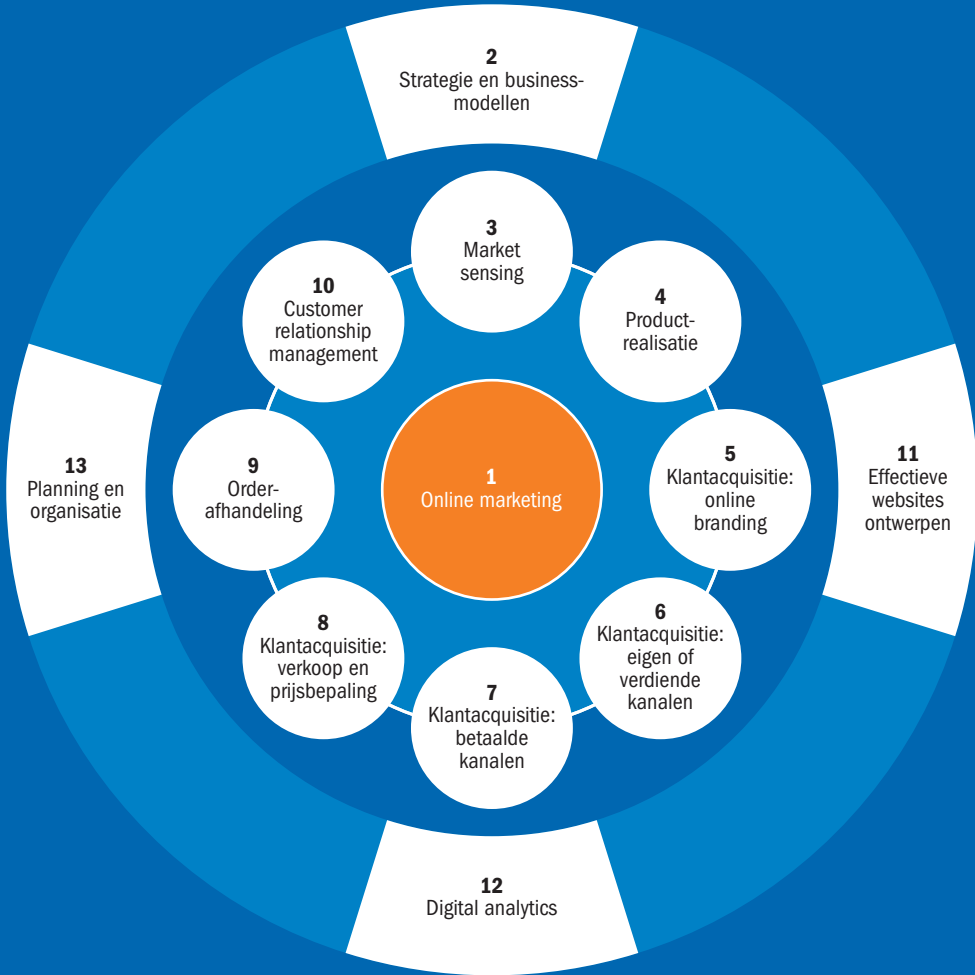 2
Strategie en business-
modellen
3
Market
sensing
10
Customer
relationship
management
4
Product-
realisatie
13
Planning en
organisatie
9
Order-
afhandeling
1
Online marketing
5
Klantacquisitie:
online
branding
11
Effectieve
websites
ontwerpen
8
Klantacquisitie:
verkoop en
prijsbepaling
6
Klantacquisitie:
eigen of
verdiende
kanalen
7
Klantacquisitie:
betaalde
kanalen
12
Digital analytics